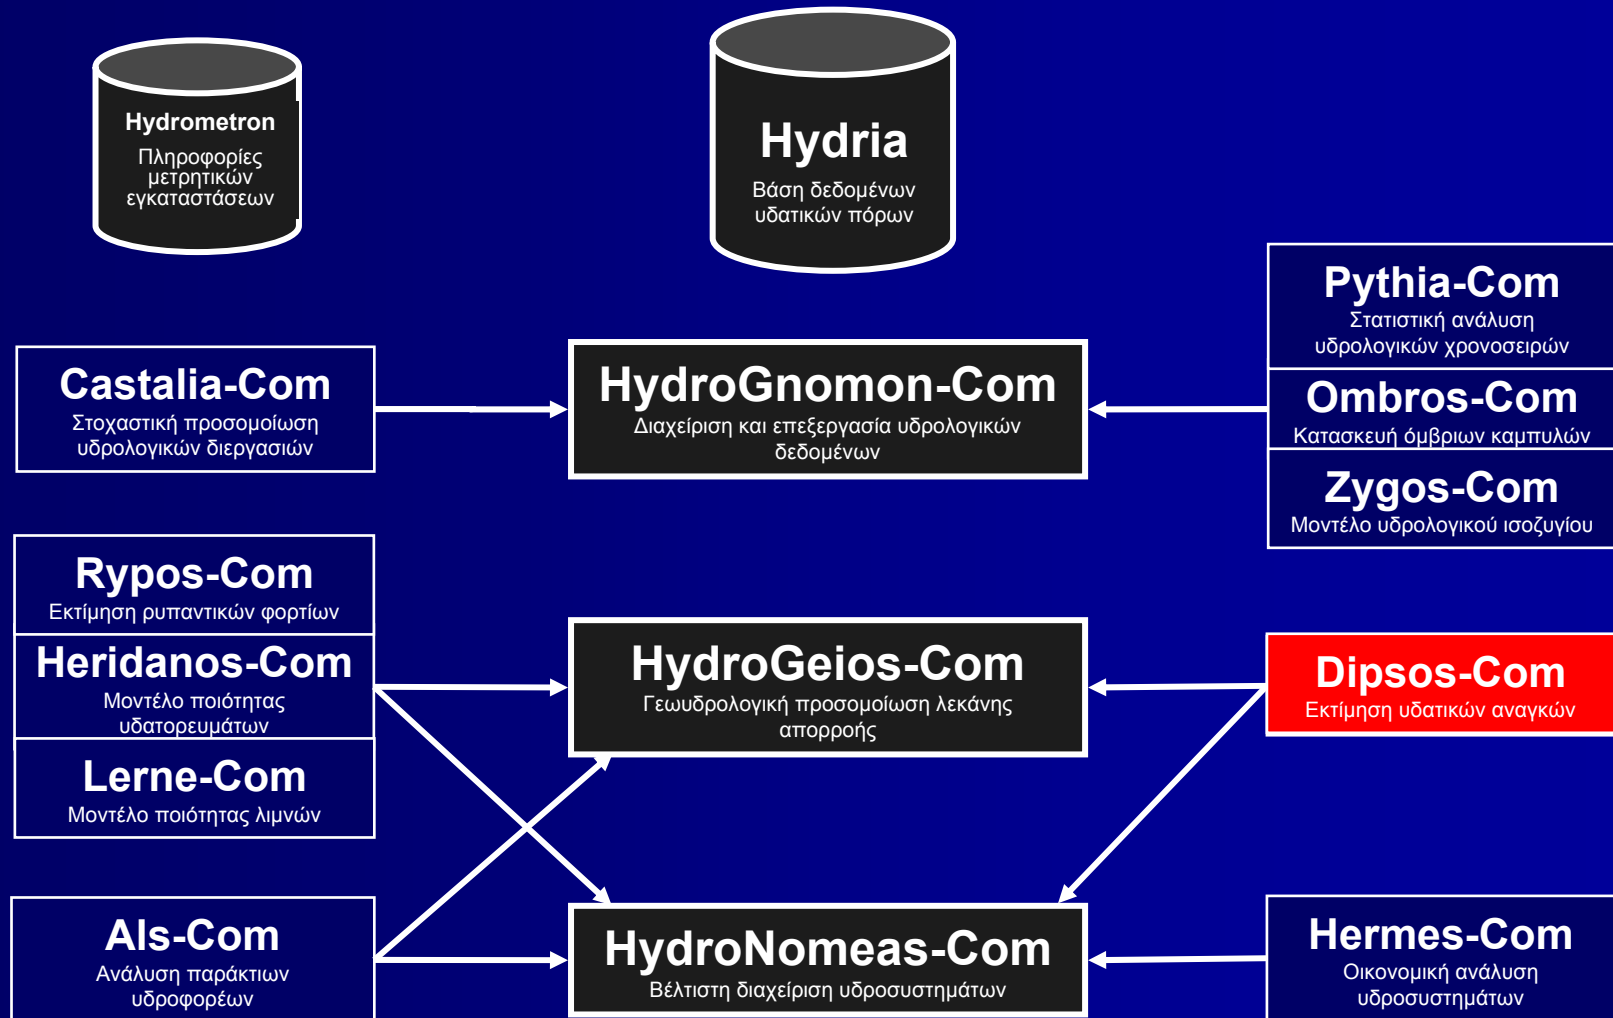 Hydrometron
Πληροφορίες
μετρητικών
εγκαταστάσεων
Hydria
Βάση δεδομένων
υδατικών πόρων
Pythia-Com
Στατιστική ανάλυση
υδρολογικών χρονοσειρών
Castalia-Com
Στοχαστική προσομοίωση
υδρολογικών διεργασιών
HydroGnomon-Com
Διαχείριση και επεξεργασία υδρολογικών
δεδομένων
Ombros-Com
Κατασκευή όμβριων καμπυλών
Zygos-Com
Μοντέλο υδρολογικού ισοζυγίου
Rypos-Com
Εκτίμηση ρυπαντικών φορτίων
Heridanos-Com
Μοντέλο ποιότητας
υδατορευμάτων
Lerne-Com
Μοντέλο ποιότητας λιμνών
HydroGeios-Com
Γεωυδρολογική προσομοίωση λεκάνης
απορροής
Dipsos-Com
Εκτίμηση υδατικών αναγκών
Als-Com
Ανάλυση παράκτιων
υδροφορέων
HydroNomeas-Com
Βέλτιστη διαχείριση υδροσυστημάτων
Hermes-Com
Οικονομική ανάλυση
υδροσυστημάτων